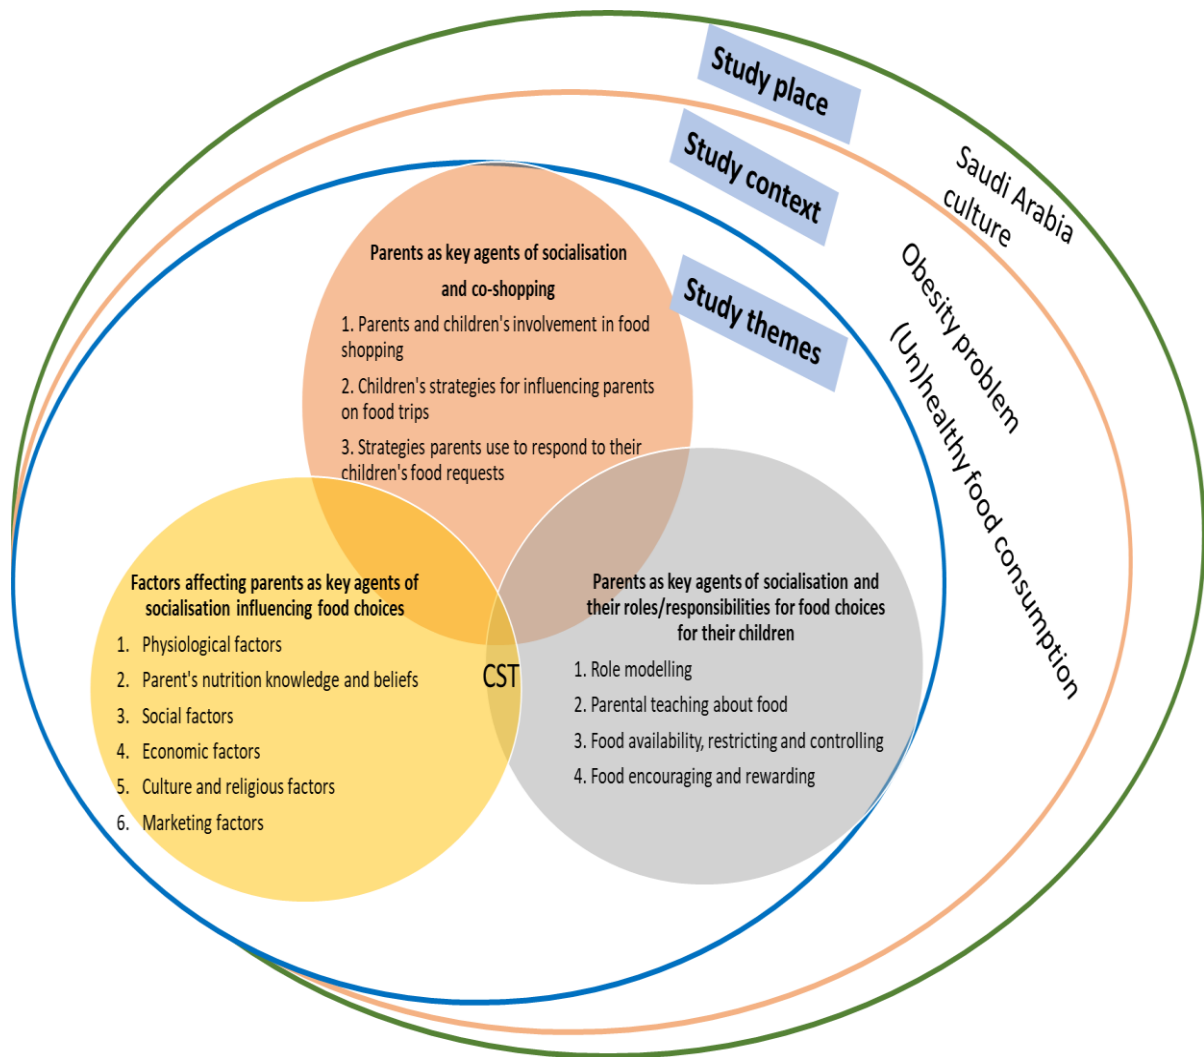 Study place
Saudi Arabia
culture
Study context
Obesity problem
(Un)healthy food consumption
Study themes
Parents as key agents of socialisation
and co-shopping
1. Parents and children's involvement in food
shopping
2. Children's strategies for influencing parents
on food trips
3. Strategies parents use to respond to their
children's food requests
Factors affecting parents as key agents of
socialisation influencing food choices
1. Physiological factors
2. Parent's nutrition knowledge and beliefs
3. Social factors
4. Economic factors
5. Culture and religious factors
6. Marketing factors
CST
Parents as key agents of socialisation and
their roles/responsibilities for food choices
for their children
1. Role modelling
2. Parental teaching about food
3. Food availability, restricting and controlling
4. Food encouraging and rewarding